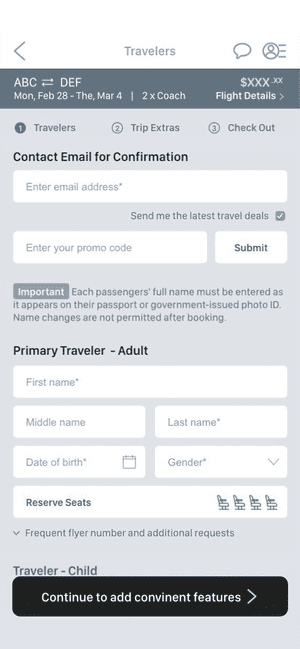 Travelers
ABC ⇄ DEF
$XXX.XX
Mon, Feb 28 - The, Mar 4 | 2 x Coach
Flight Details >
1 Travelers
2 Trip Extras
3 Check Out
Contact Email for Confirmation
Enter email address*
Send me the latest travel deals
Enter your promo code
Submit
Important Each passengers' full name must be entered as
it appears on their passport or government-issued photo ID.
Name changes are not permitted after booking.
Primary Traveler - Adult
First name*
Middle name
Last name*
Date of birth*
Gender*
Reserve Seats
Frequent flyer number and additional requests
Traveler - Child
Continue to add convinent features >